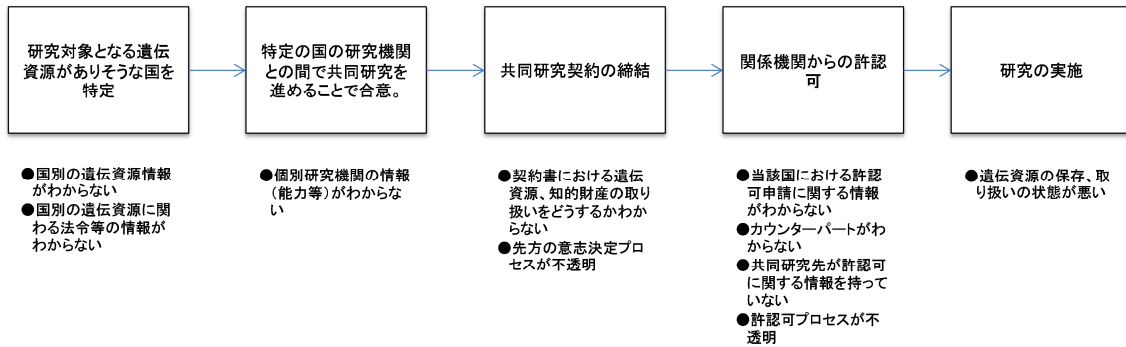 研究対象となる遺伝
資源がありそうな国を
特定
特定の国の研究機関
との間で共同研究を
進めることで合意。
共同研究契約の締結
関係機関からの許認
可
研究の実施
●国別の遺伝資源情報
がわからない
●国別の遺伝資源に関
わる法令等の情報が
わからない
●個別研究機関の情報
(能力等)がわからな
い
●契約書における遺伝
資源、知的財産の取り
扱いをどうするかわか
らない
●先方の意志決定プロ
セスが不透明
●当該国における許認
可申請に関する情報
がわからない
●カウンターパートがわ
からない
●共同研究先が許認可
に関する情報を持って
いない
●許認可プロセスが不
透明
●遺伝資源の保存、取
り扱いの状態が悪い